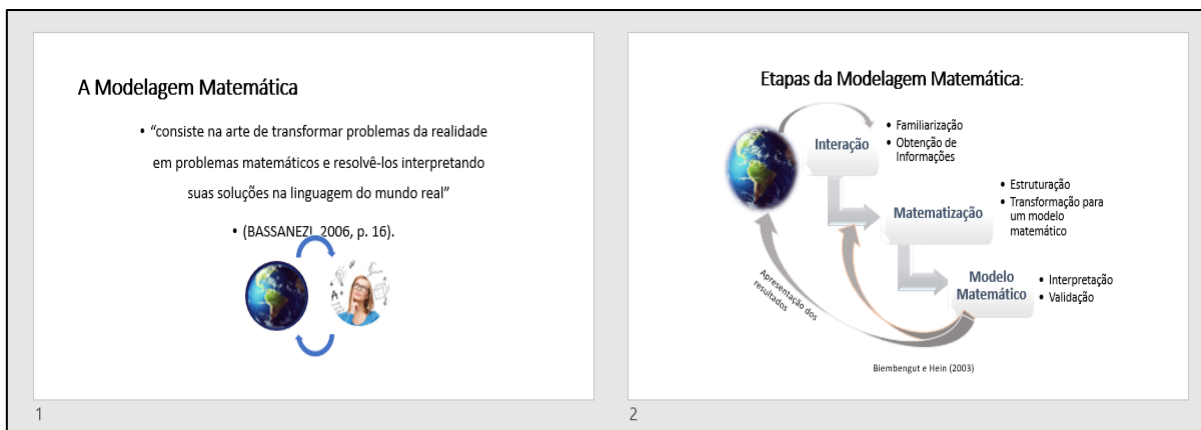 A Modelagem Matemática
• “consiste na arte de transformar problemas da realidade
em problemas matemáticos e resolvê-los interpretando
suas soluções na linguagem do mundo real”
• (BASSANEZI, 2006, p. 16).
1
Etapas da Modelagem Matemática:
Interação
• Familiarização
• Obtenção de
Informações
Matematização
• Estruturação
• Transformação para
um modelo
matemático
Modelo
Matemático
• Interpretação
• Validação
Apresentação dos
resultados
Biembengut e Hein (2003)
2